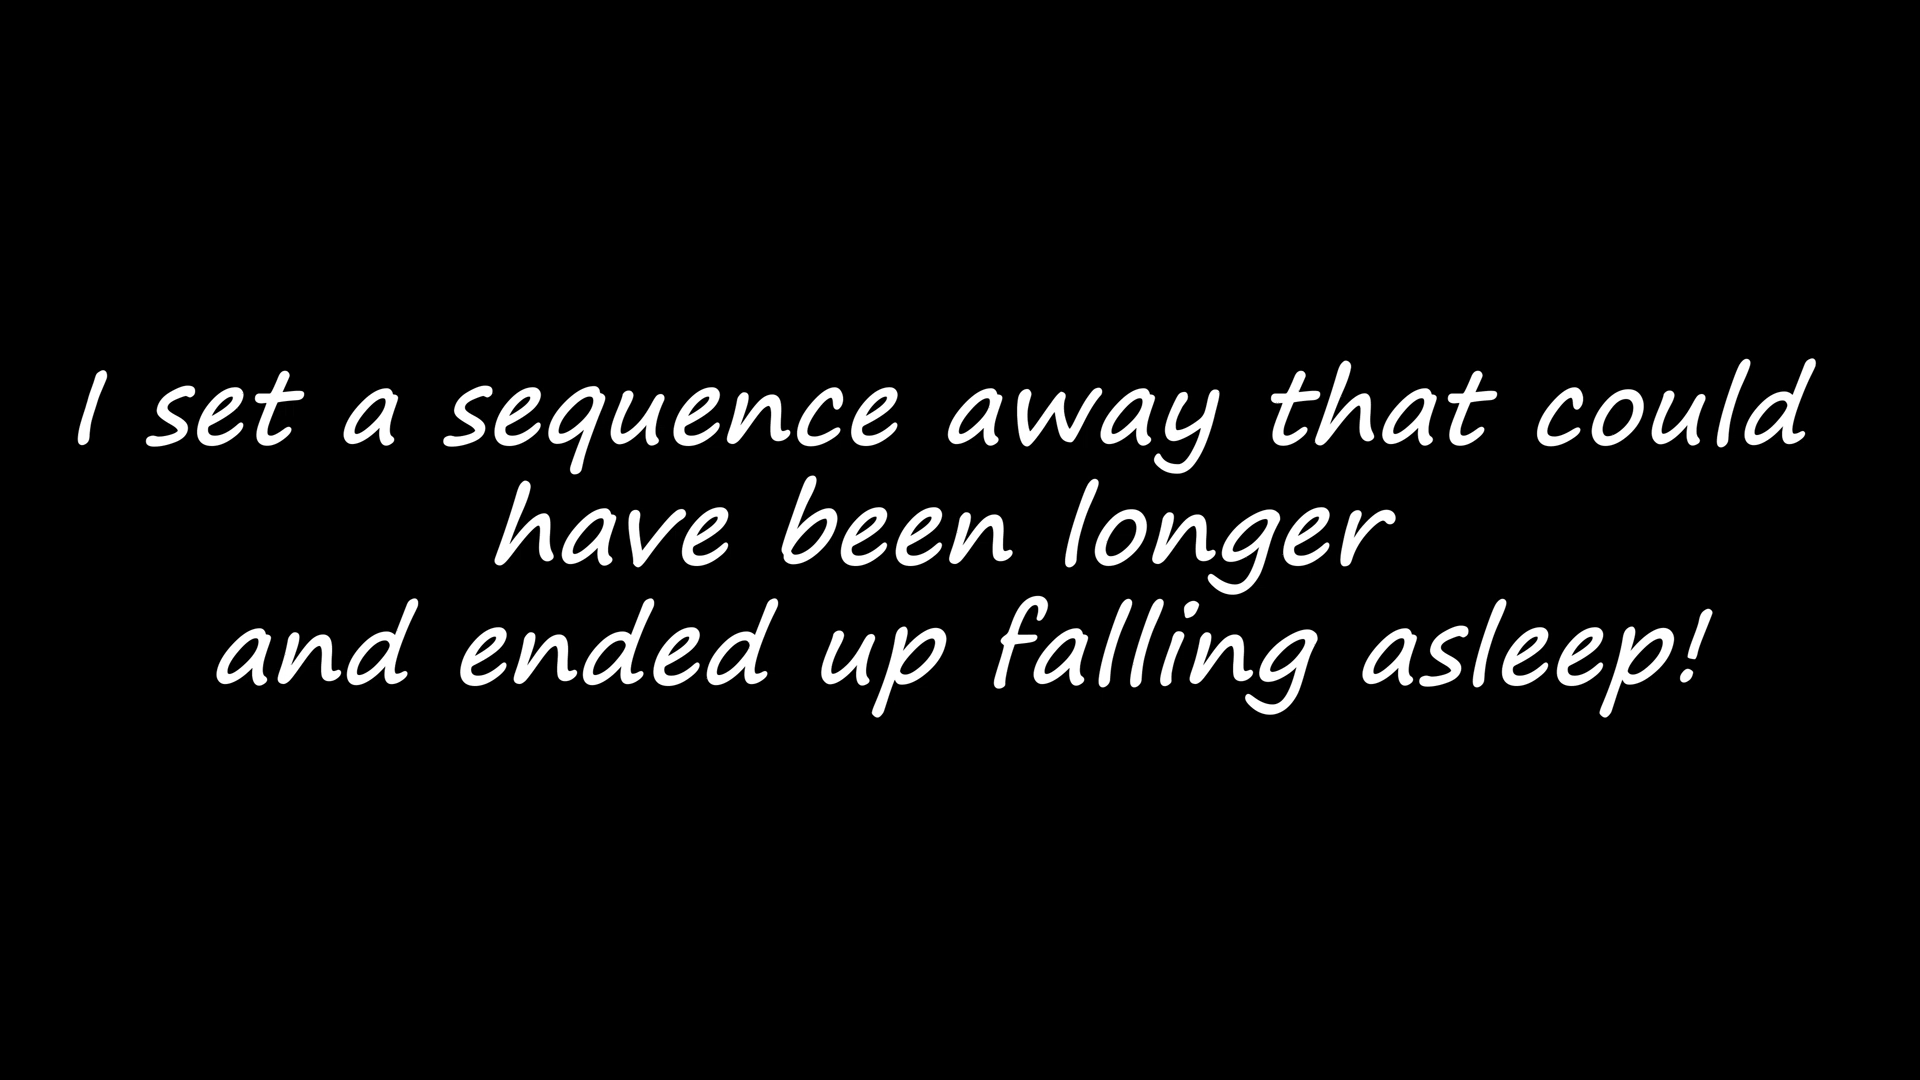 I set a sequence away that could
have been longer
and ended up falling asleep!